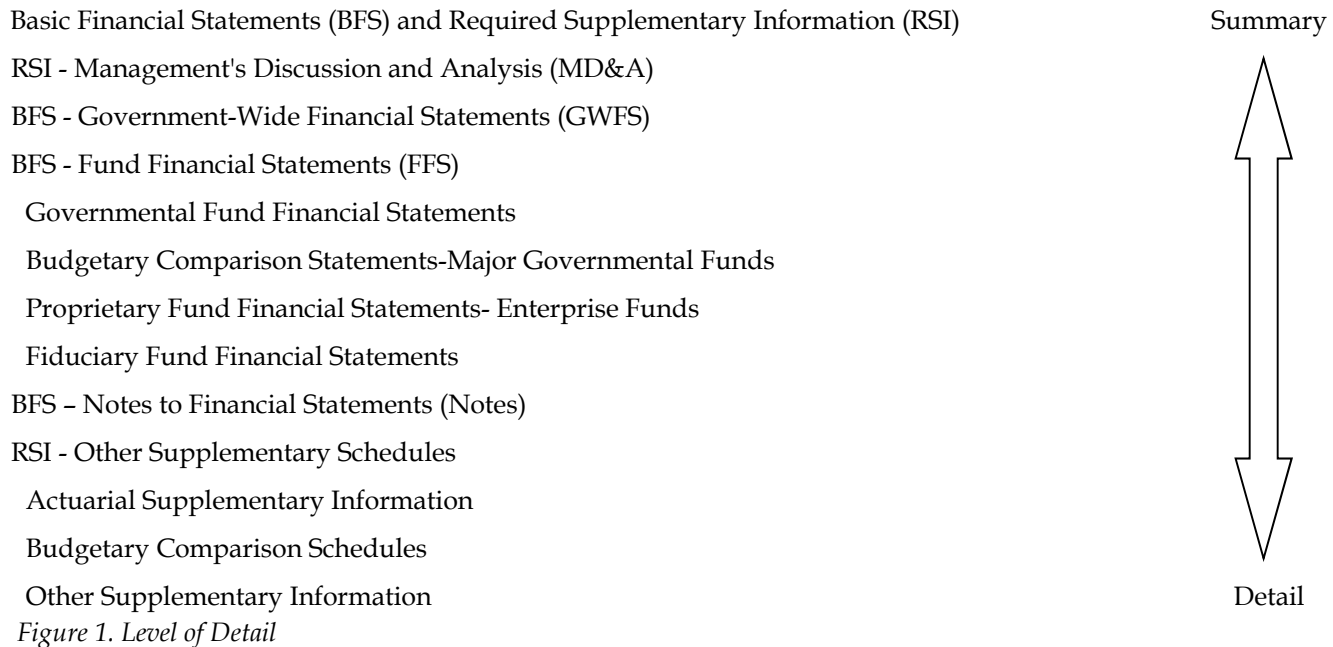 Basic Financial Statements (BFS) and Required Supplementary Information (RSI) Summary
RSI - Management's Discussion and Analysis (MD&A)
BFS - Government-Wide Financial Statements (GWFS)
BFS - Fund Financial Statements (FFS)
Governmental Fund Financial Statements
Budgetary Comparison Statements-Major Governmental Funds
Proprietary Fund Financial Statements- Enterprise Funds
Fiduciary Fund Financial Statements
BFS – Notes to Financial Statements (Notes)
RSI - Other Supplementary Schedules
Actuarial Supplementary Information
Budgetary Comparison Schedules
Other Supplementary Information Detail
Figure 1. Level of Detail